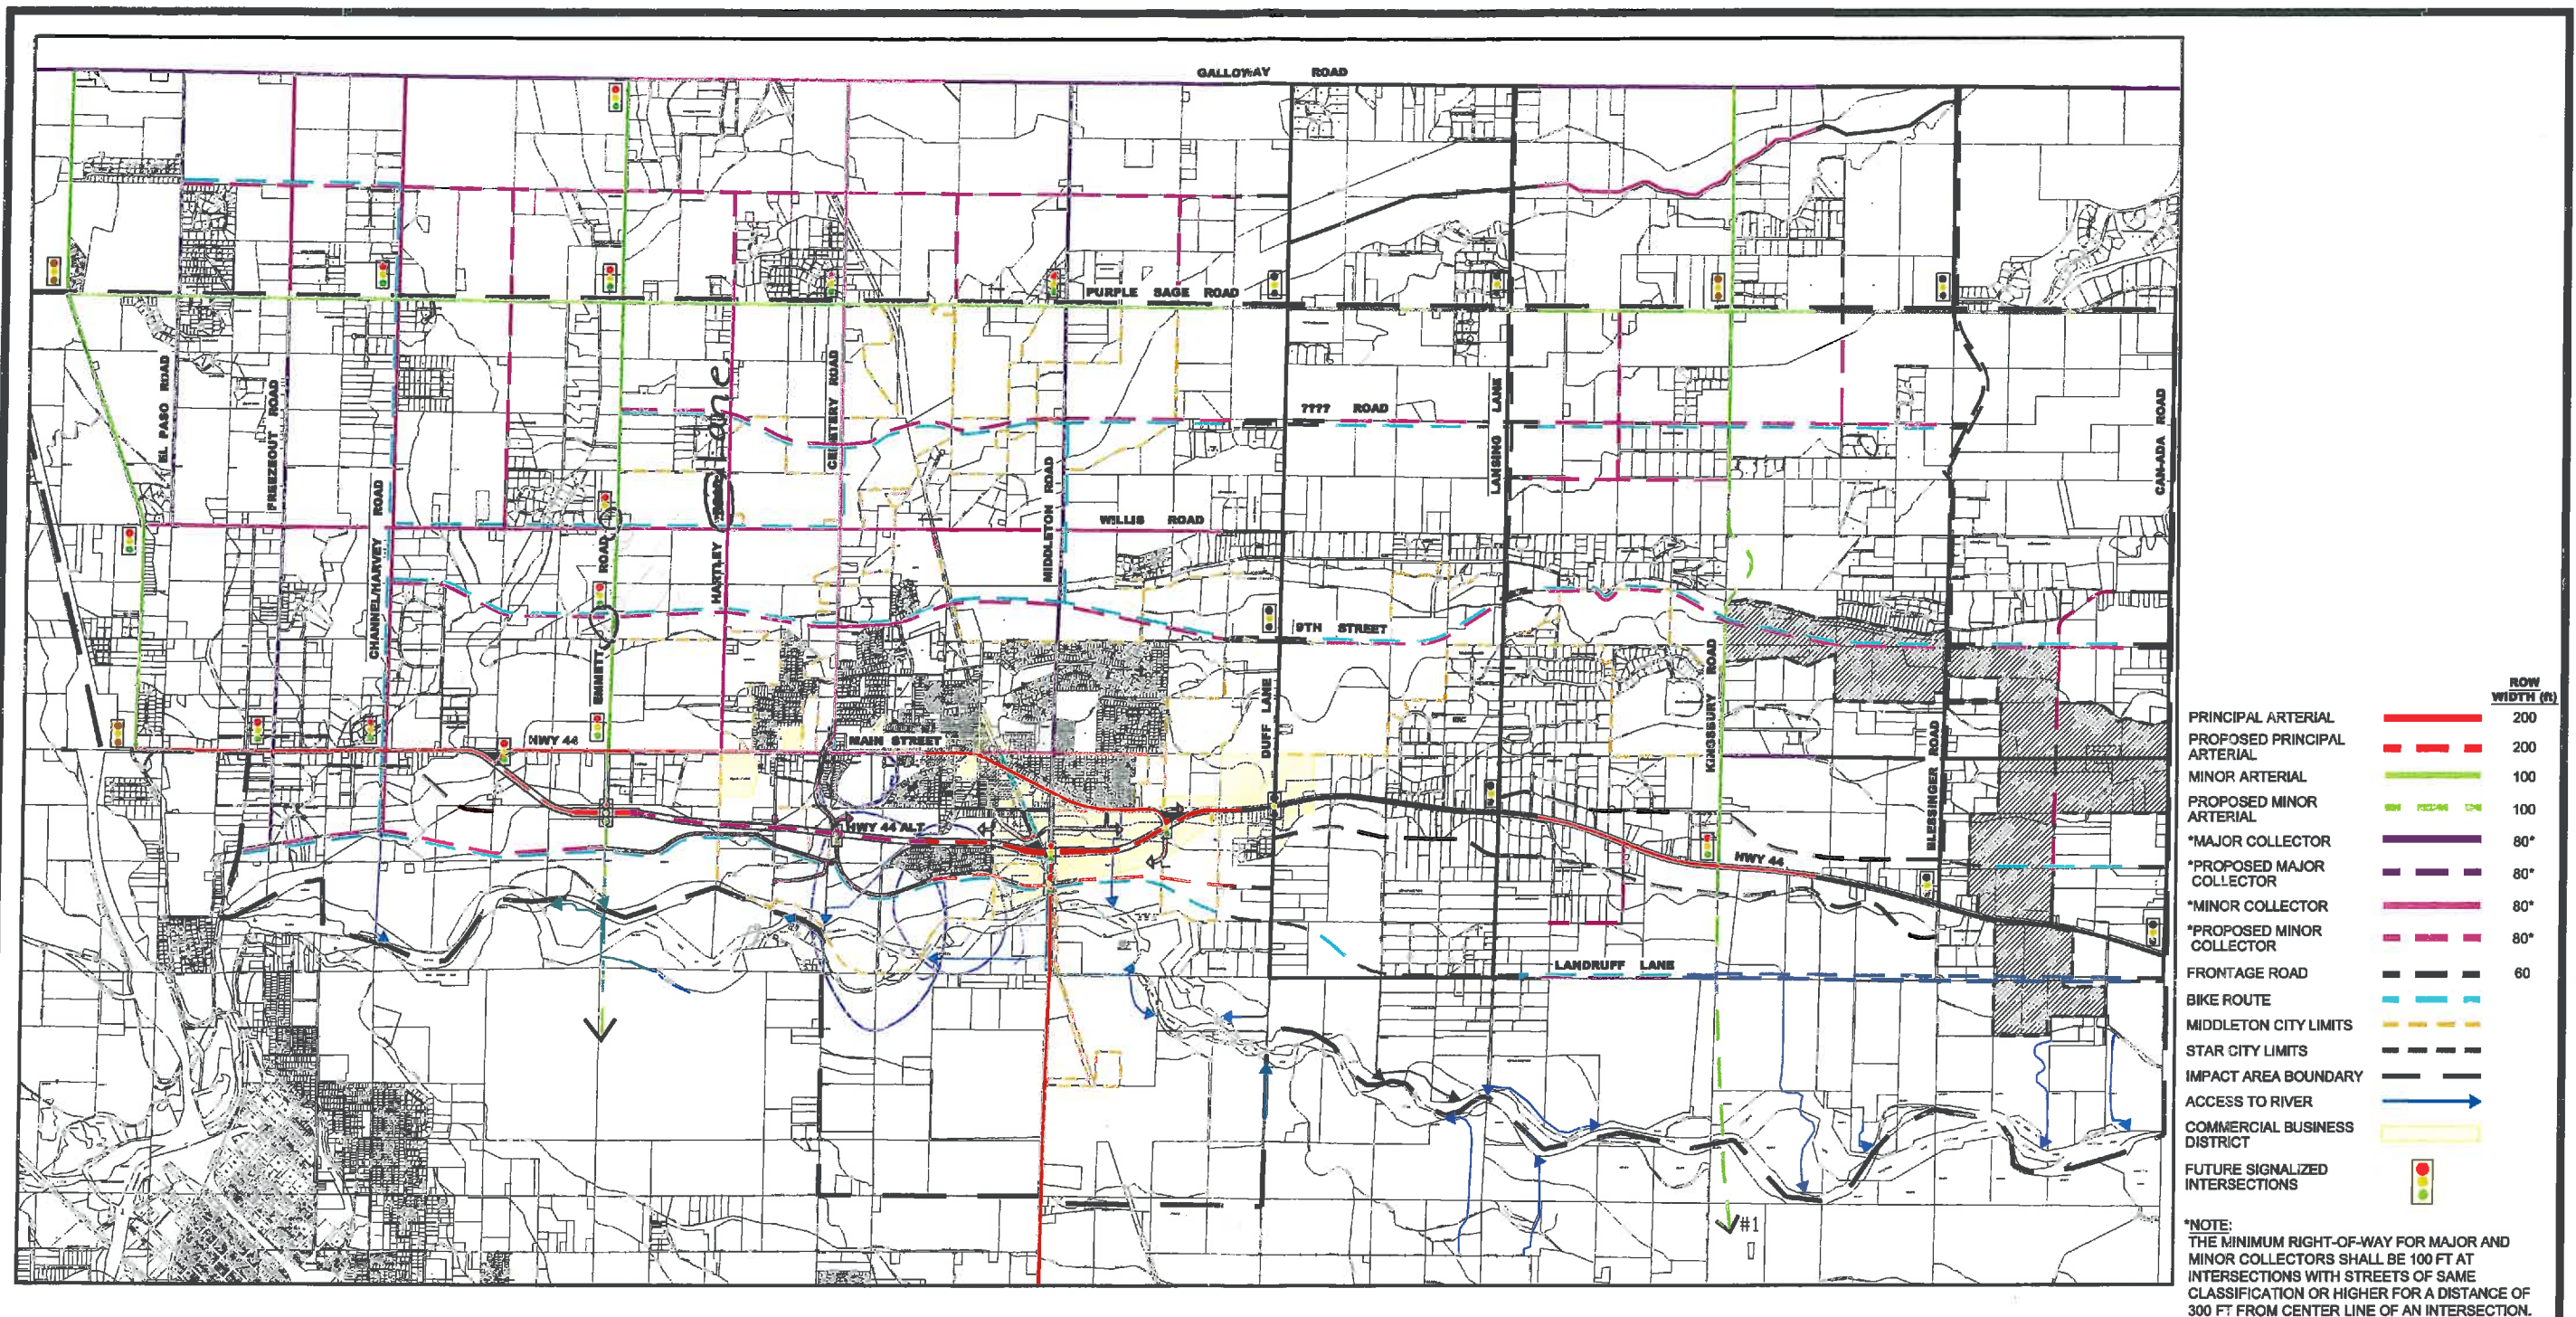 GALLOWAY ROAD
PURPLE SAGE ROAD
EL PASO ROAD
FREEZEOUT ROAD
CHANNEL/HARVEY ROAD
EMMETT ROAD
HARTLEY
Lane
CEMETERY ROAD
MIDDLETON ROAD
???? ROAD
LANSING LANE
CAN-ADA ROAD
WILLIS ROAD
9TH STREET
DUFF LANE
KINGSBURY ROAD
BLESSINGER ROAD
HWY 44
MAIN STREET
HWY 44 ALT
HWY 44
LANDRUFF LANE
#1
ROW
WIDTH (ft)
PRINCIPAL ARTERIAL 200
PROPOSED PRINCIPAL
ARTERIAL 200
MINOR ARTERIAL 100
PROPOSED MINOR
ARTERIAL 100
*MAJOR COLLECTOR 80*
*PROPOSED MAJOR
COLLECTOR 80*
*MINOR COLLECTOR 80*
*PROPOSED MINOR
COLLECTOR 80*
FRONTAGE ROAD 60
BIKE ROUTE
MIDDLETON CITY LIMITS
STAR CITY LIMITS
IMPACT AREA BOUNDARY
ACCESS TO RIVER
COMMERCIAL BUSINESS
DISTRICT
FUTURE SIGNALIZED
INTERSECTIONS
*NOTE:
THE MINIMUM RIGHT-OF-WAY FOR MAJOR AND
MINOR COLLECTORS SHALL BE 100 FT AT
INTERSECTIONS WITH STREETS OF SAME
CLASSIFICATION OR HIGHER FOR A DISTANCE OF
300 FT FROM CENTER LINE OF AN INTERSECTION.